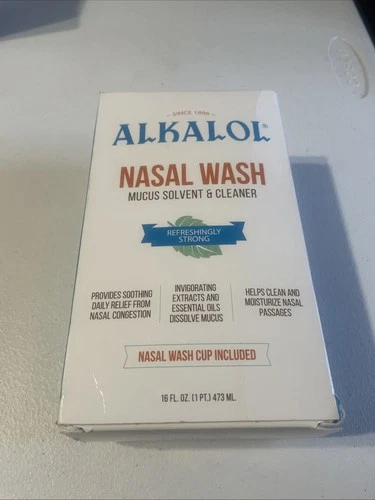 - SINCE 1896 -
ALKALOL®
NASAL WASH
MUCUS SOLVENT & CLEANER
REFRESHINGLY
STRONG
PROVIDES SOOTHING
DAILY RELIEF FROM
NASAL CONGESTION
INVIGORATING
EXTRACTS AND
ESSENTIAL OILS
DISSOLVE MUCUS
HELPS CLEAN AND
MOISTURIZE NASAL
PASSAGES
NASAL WASH CUP INCLUDED
16 FL. OZ. (1 PT.) 473 ML.